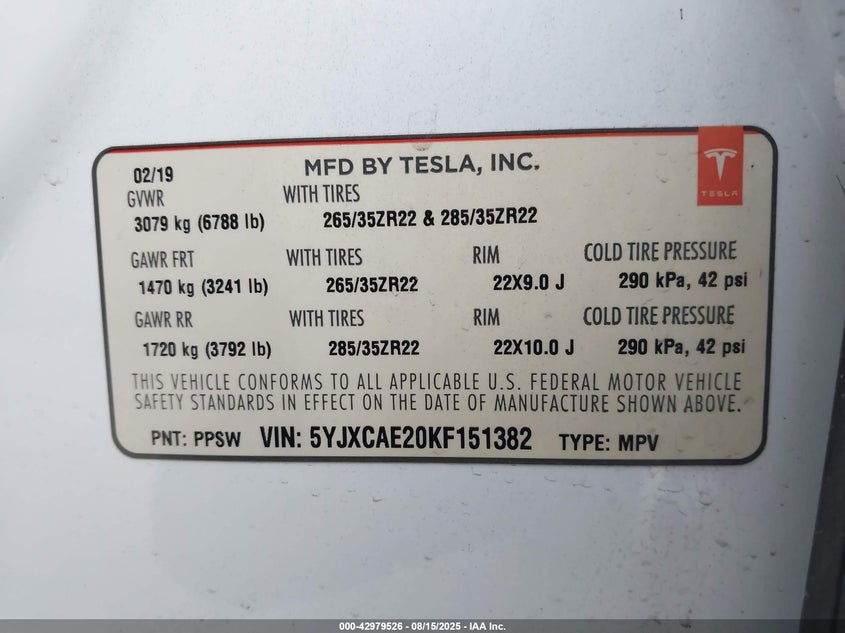 02/19 MFD BY TESLA, INC.
TESLA
GVWR WITH TIRES
3079 kg (6788 lb) 265/35ZR22 & 285/35ZR22
GAWR FRT WITH TIRES RIM COLD TIRE PRESSURE
1470 kg (3241 lb) 265/35ZR22 22X9.0 J 290 kPa, 42 psi
GAWR RR WITH TIRES RIM COLD TIRE PRESSURE
1720 kg (3792 lb) 285/35ZR22 22X10.0 J 290 kPa, 42 psi
THIS VEHICLE CONFORMS TO ALL APPLICABLE U.S. FEDERAL MOTOR VEHICLE
SAFETY STANDARDS IN EFFECT ON THE DATE OF MANUFACTURE SHOWN ABOVE.
PNT: PPSW VIN: 5YJXCAE20KF151382 TYPE: MPV
000-42979526 - 08/15/2025 - IAA Inc.